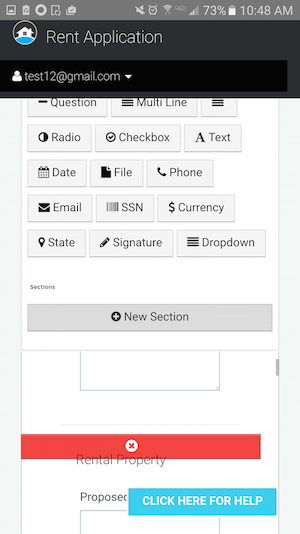 73% 10:48 AM
Rent Application
test12@gmail.com
Question Multi Line
Radio Checkbox A Text
Date File Phone
Email SSN $ Currency
State Signature Dropdown
Sections
New Section
Rental Property
Proposed
CLICK HERE FOR HELP